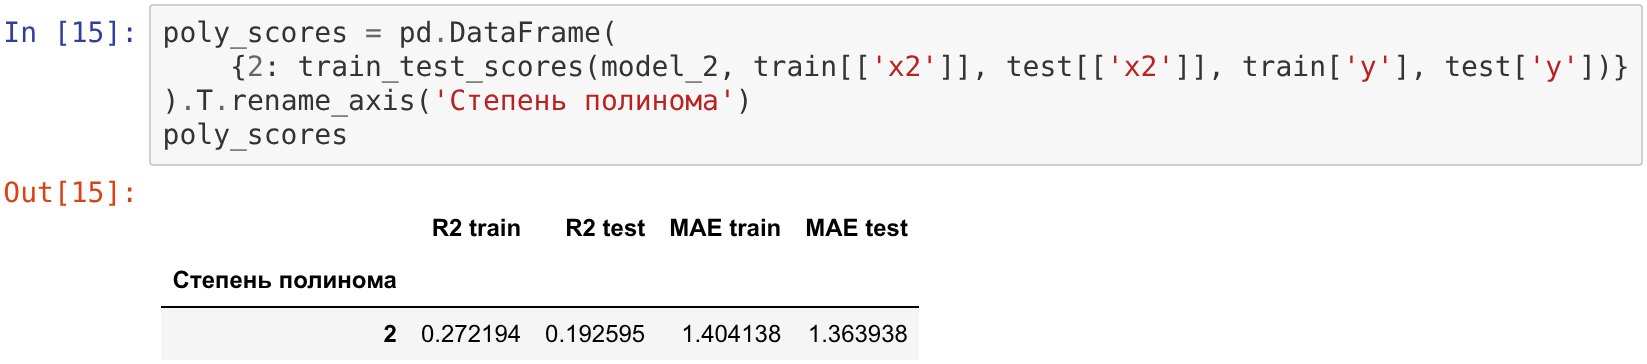 In [15]: poly_scores = pd.DataFrame(
    {2: train_test_scores(model_2, train[['x2']], test[['x2']], train['y'], test['y'])}
).T.rename_axis('Степень полинома')
poly_scores
Out[15]:
R2 train R2 test MAE train MAE test
Степень полинома
2 0.272194 0.192595 1.404138 1.363938